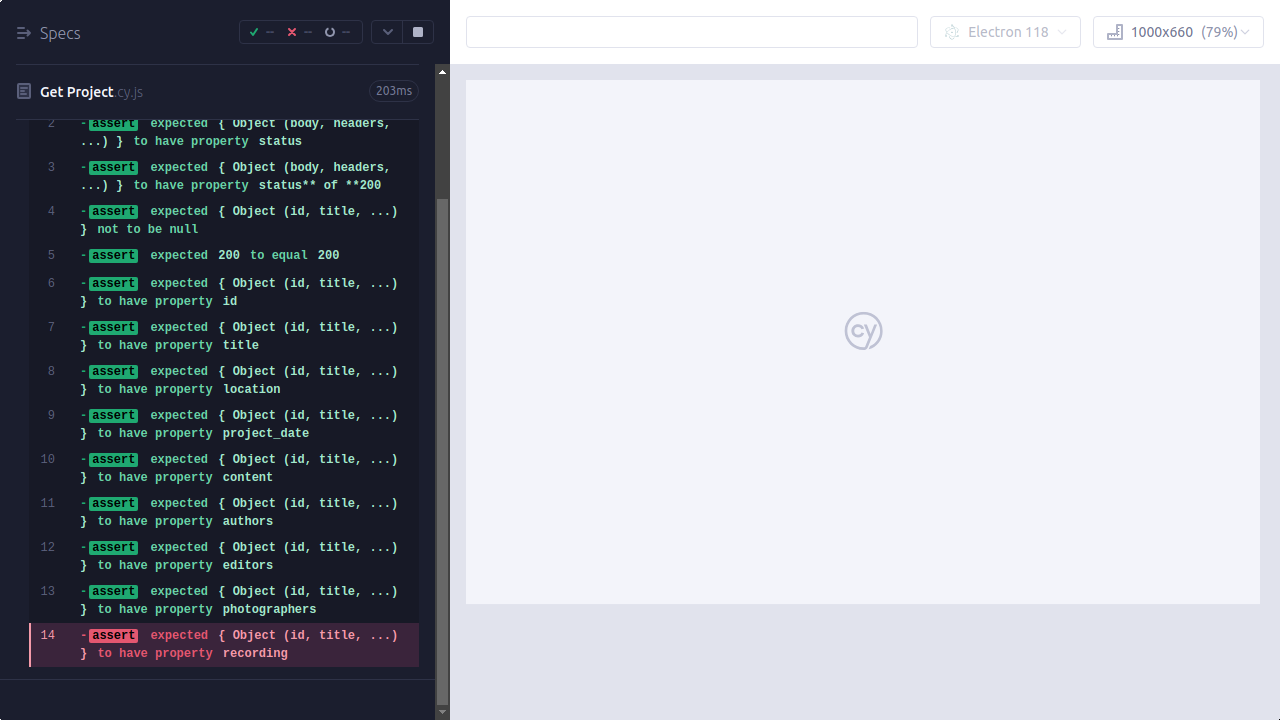 Specs
-- -- --
Electron 118
1000x660 (79%)
Get Project.cy.js
203ms
2 -assert expected { Object (body, headers,
...) } to have property status
3 -assert expected { Object (body, headers,
...) } to have property status** of **200
4 -assert expected { Object (id, title, ...)
} not to be null
5 -assert expected 200 to equal 200
6 -assert expected { Object (id, title, ...)
} to have property id
7 -assert expected { Object (id, title, ...)
} to have property title
8 -assert expected { Object (id, title, ...)
} to have property location
9 -assert expected { Object (id, title, ...)
} to have property project_date
10 -assert expected { Object (id, title, ...)
} to have property content
11 -assert expected { Object (id, title, ...)
} to have property authors
12 -assert expected { Object (id, title, ...)
} to have property editors
13 -assert expected { Object (id, title, ...)
} to have property photographers
14 -assert expected { Object (id, title, ...)
} to have property recording
cy